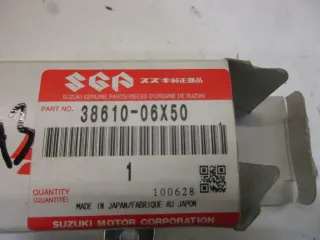 SGP スズキ純正部品
SUZUKI GENUINE PARTS/PIECES D'ORIGINE DE SUZUKI
PART NO.
38610-06X50
1
QUANTITY
(QUANTITÉ)
100628
MADE IN JAPAN/FABRIQUE AU JAPON
SUZUKI MOTOR CORPORATION
3